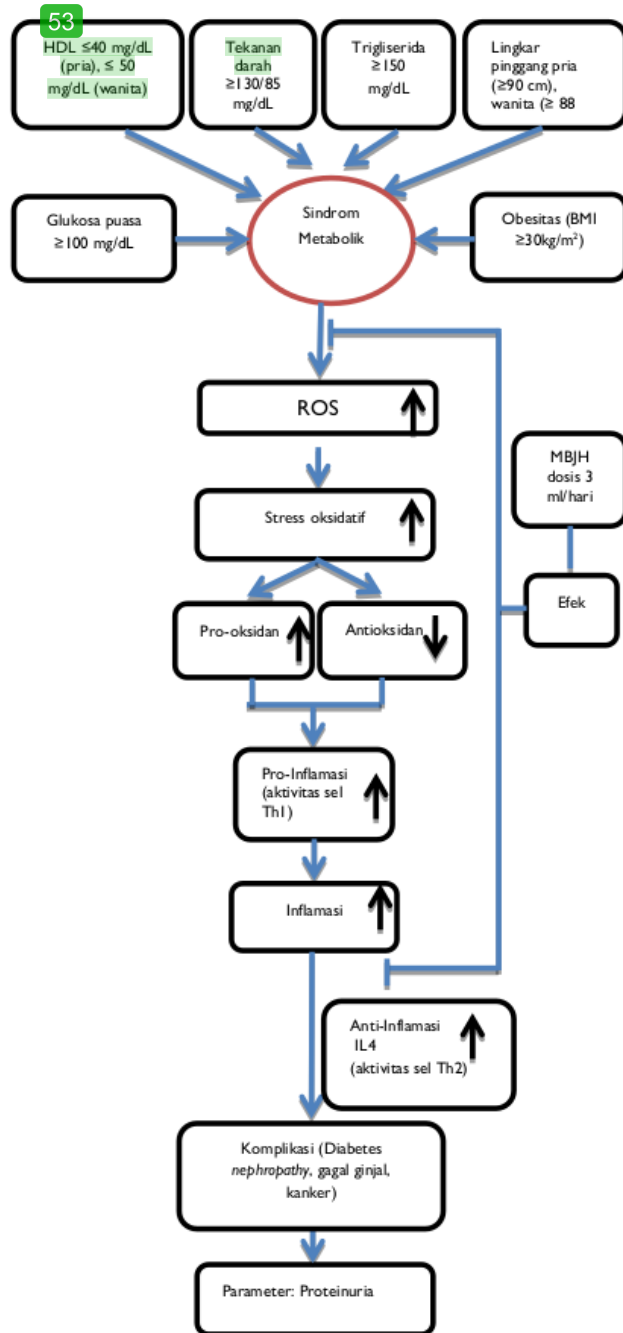 53
HDL ≤40 mg/dL
(pria), ≤ 50
mg/dL (wanita)
Tekanan
darah
≥130/85
mg/dL
Trigliserida
≥150
mg/dL
Lingkar
pinggang pria
(≥90 cm),
wanita (≥ 88
Glukosa puasa
≥100 mg/dL
Sindrom
Metabolik
Obesitas (BMI
≥30kg/m²)
ROS
MBJH
dosis 3
ml/hari
Stress oksidatif
Efek
Pro-oksidan
Antioksidan
Pro-Inflamasi
(aktivitas sel
Th1)
Inflamasi
Anti-Inflamasi
IL4
(aktivitas sel Th2)
Komplikasi (Diabetes
nephropathy, gagal ginjal,
kanker)
Parameter: Proteinuria